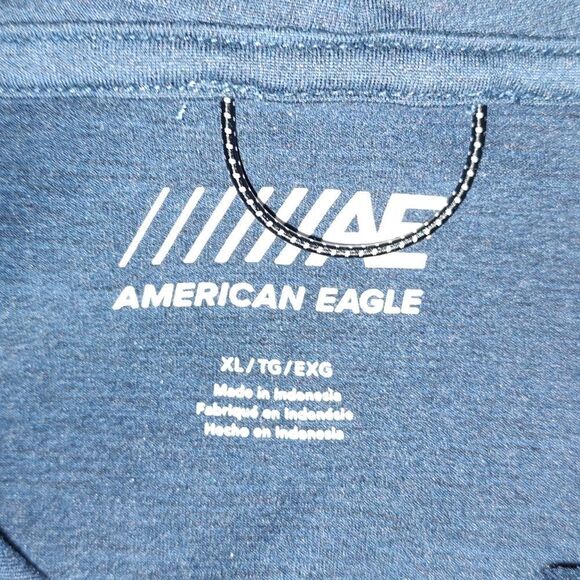 AE
AMERICAN EAGLE
XL/TG/EXG
Made in Indonesia
Fabriqué en Indonésie
Hecho en Indonesia